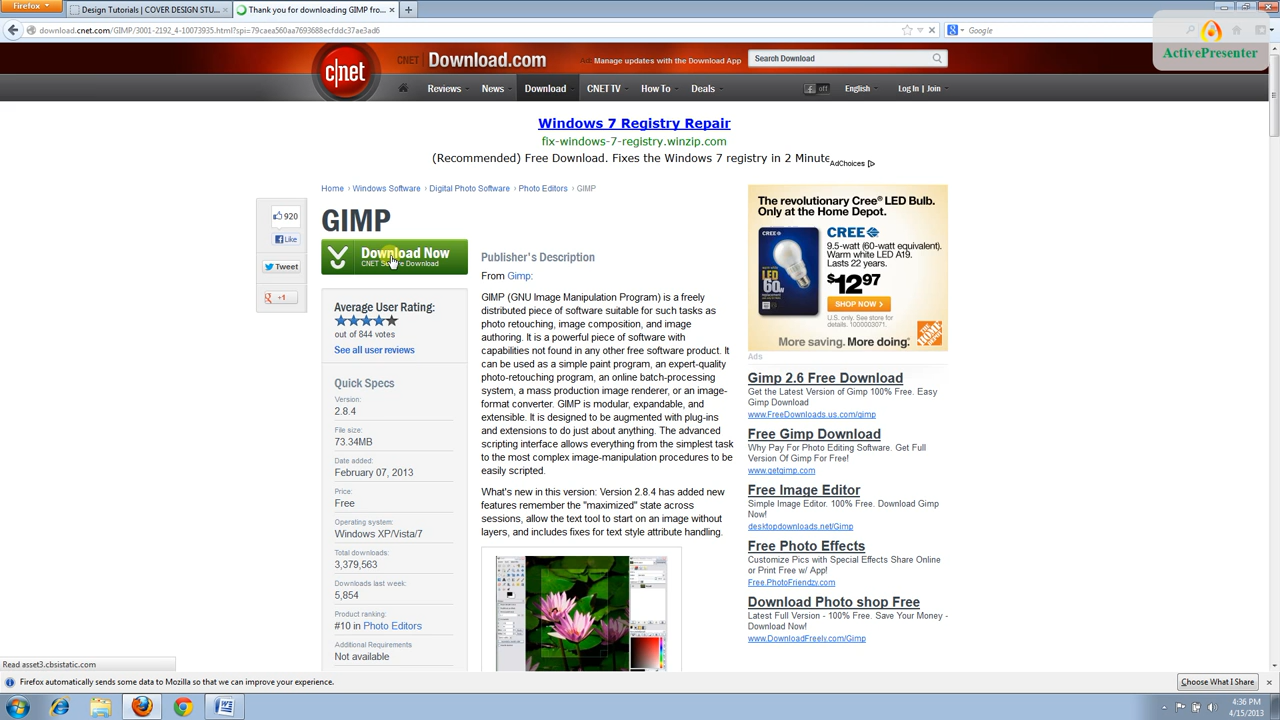 Firefox
Design Tutorials | COVER DESIGN STU...
Thank you for downloading GIMP fro...
download.cnet.com/GIMP/3001-2192_4-10073935.html?spi=79caea560aa7693688ecfddc37ae3ad6
Google
ActivePresenter
c|net
CNET Download.com
Ad: Manage updates with the Download App
Search Download
Reviews
News
Download
CNET TV
How To
Deals
off
English
Log In | Join
Windows 7 Registry Repair
fix-windows-7-registry.winzip.com
(Recommended) Free Download. Fixes the Windows 7 registry in 2 Minute
AdChoices
Home › Windows Software › Digital Photo Software › Photo Editors › GIMP
920
Like
Tweet
+1
GIMP
Download Now
CNET Secure Download
Average User Rating:
out of 844 votes
See all user reviews
Quick Specs
Version:
2.8.4
File size:
73.34MB
Date added:
February 07, 2013
Price:
Free
Operating system:
Windows XP/Vista/7
Total downloads:
3,379,563
Downloads last week:
5,854
Product ranking:
#10 in Photo Editors
Additional Requirements
Not available
Publisher's Description
From Gimp:
GIMP (GNU Image Manipulation Program) is a freely
distributed piece of software suitable for such tasks as
photo retouching, image composition, and image
authoring. It is a powerful piece of software with
capabilities not found in any other free software product. It
can be used as a simple paint program, an expert-quality
photo-retouching program, an online batch-processing
system, a mass production image renderer, or an image-
format converter. GIMP is modular, expandable, and
extensible. It is designed to be augmented with plug-ins
and extensions to do just about anything. The advanced
scripting interface allows everything from the simplest task
to the most complex image-manipulation procedures to be
easily scripted.
What's new in this version: Version 2.8.4 has added new
features remember the "maximized" state across
sessions, allow the text tool to start on an image without
layers, and includes fixes for text style attribute handling.
The revolutionary Cree® LED Bulb.
Only at the Home Depot.
CREE
9.5-watt (60-watt equivalent).
Warm white LED A19.
Lasts 22 years.
$12.97
SHOP NOW
U.S. only. See store for
details. 1000003071.
More saving. More doing.
Ads
Gimp 2.6 Free Download
Get the Latest Version of Gimp 100% Free. Easy
Gimp Download
www.FreeDownloads.us.com/gimp
Free Gimp Download
Why Pay For Photo Editing Software. Get Full
Version Of Gimp For Free!
www.getgimp.com
Free Image Editor
Simple Image Editor. 100% Free. Download Gimp
Now!
desktopdownloads.net/Gimp
Free Photo Effects
Customize Pics with Special Effects Share Online
or Print Free w/ App!
Free.PhotoFriendzy.com
Download Photo shop Free
Latest Full Version - 100% Free. Save Your Money -
Download Now!
www.DownloadFreely.com/Gimp
Read asset3.cbsistatic.com
Firefox automatically sends some data to Mozilla so that we can improve your experience.
Choose What I Share
4:36 PM
4/15/2013